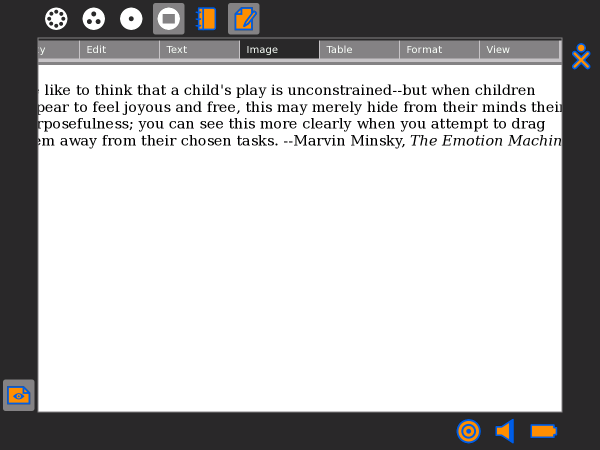 y Edit Text Image Table Format View
like to think that a child's play is unconstrained--but when children
pear to feel joyous and free, this may merely hide from their minds their
rposefulness; you can see this more clearly when you attempt to drag
em away from their chosen tasks. --Marvin Minsky, The Emotion Machin